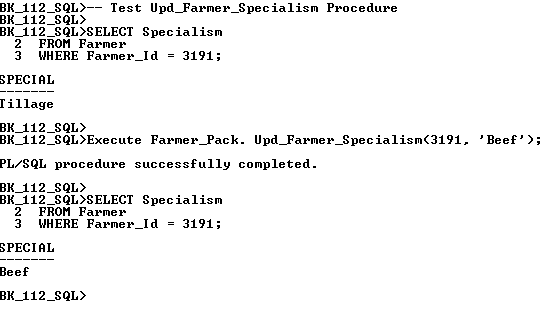 BK_112_SQL>-- Test Upd_Farmer_Specialism Procedure
BK_112_SQL>
BK_112_SQL>SELECT Specialism
  2  FROM Farmer
  3  WHERE Farmer_Id = 3191;
SPECIAL
-------
Tillage
BK_112_SQL>
BK_112_SQL>Execute Farmer_Pack. Upd_Farmer_Specialism(3191, 'Beef');
PL/SQL procedure successfully completed.
BK_112_SQL>
BK_112_SQL>SELECT Specialism
  2  FROM Farmer
  3  WHERE Farmer_Id = 3191;
SPECIAL
-------
Beef
BK_112_SQL>